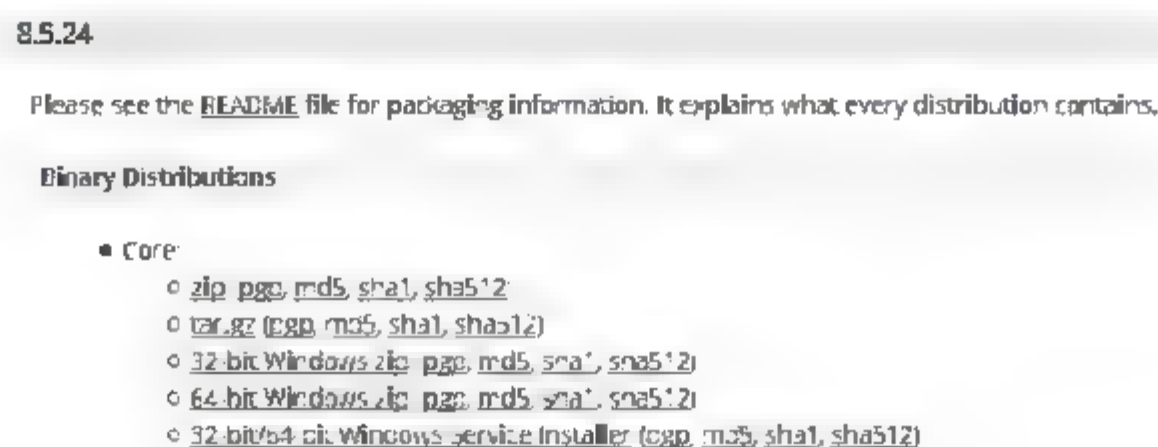 8.5.24
Please see the README file for packaging information. It explains what every distribution contains.
Binary Distributions
Core:
zip (pgp, md5, sha1, sha512)
tar.gz (pgp, md5, sha1, sha512)
32-bit Windows zip (pgp, md5, sha1, sha512)
64-bit Windows zip (pgp, md5, sha1, sha512)
32-bit/64-bit Windows Service Installer (pgp, md5, sha1, sha512)